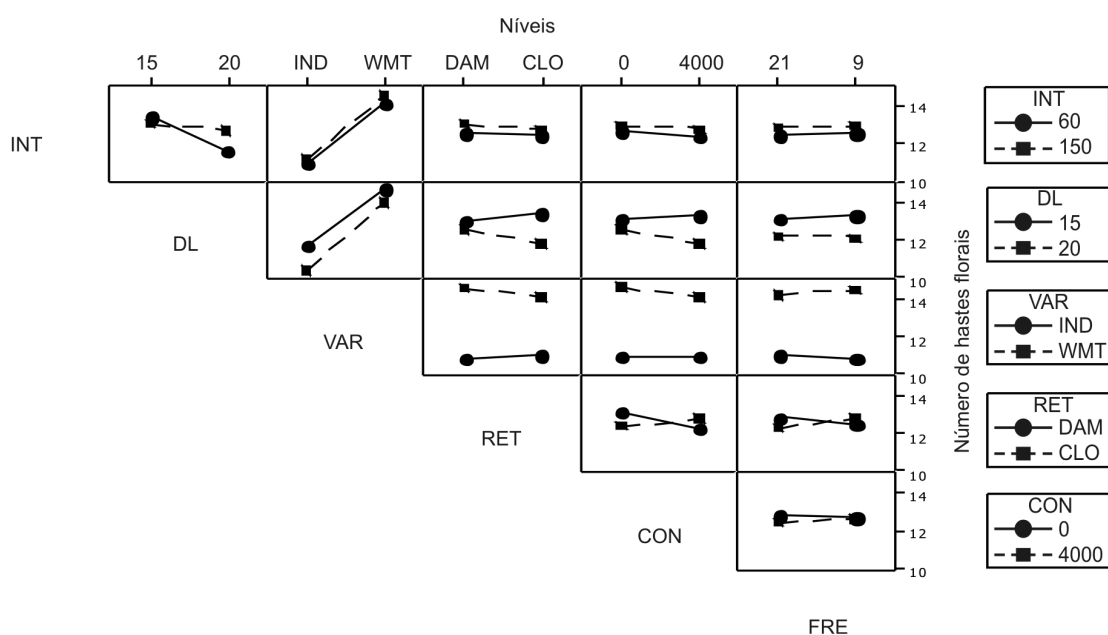 Níveis
15 20 IND WMT DAM CLO 0 4000 21 9
INT
14
12
10
DL
14
12
10
VAR
14
12
10
RET
14
12
10
CON
14
12
10
FRE
Número de hastes florais
INT
60
150
DL
15
20
VAR
IND
WMT
RET
DAM
CLO
CON
0
4000